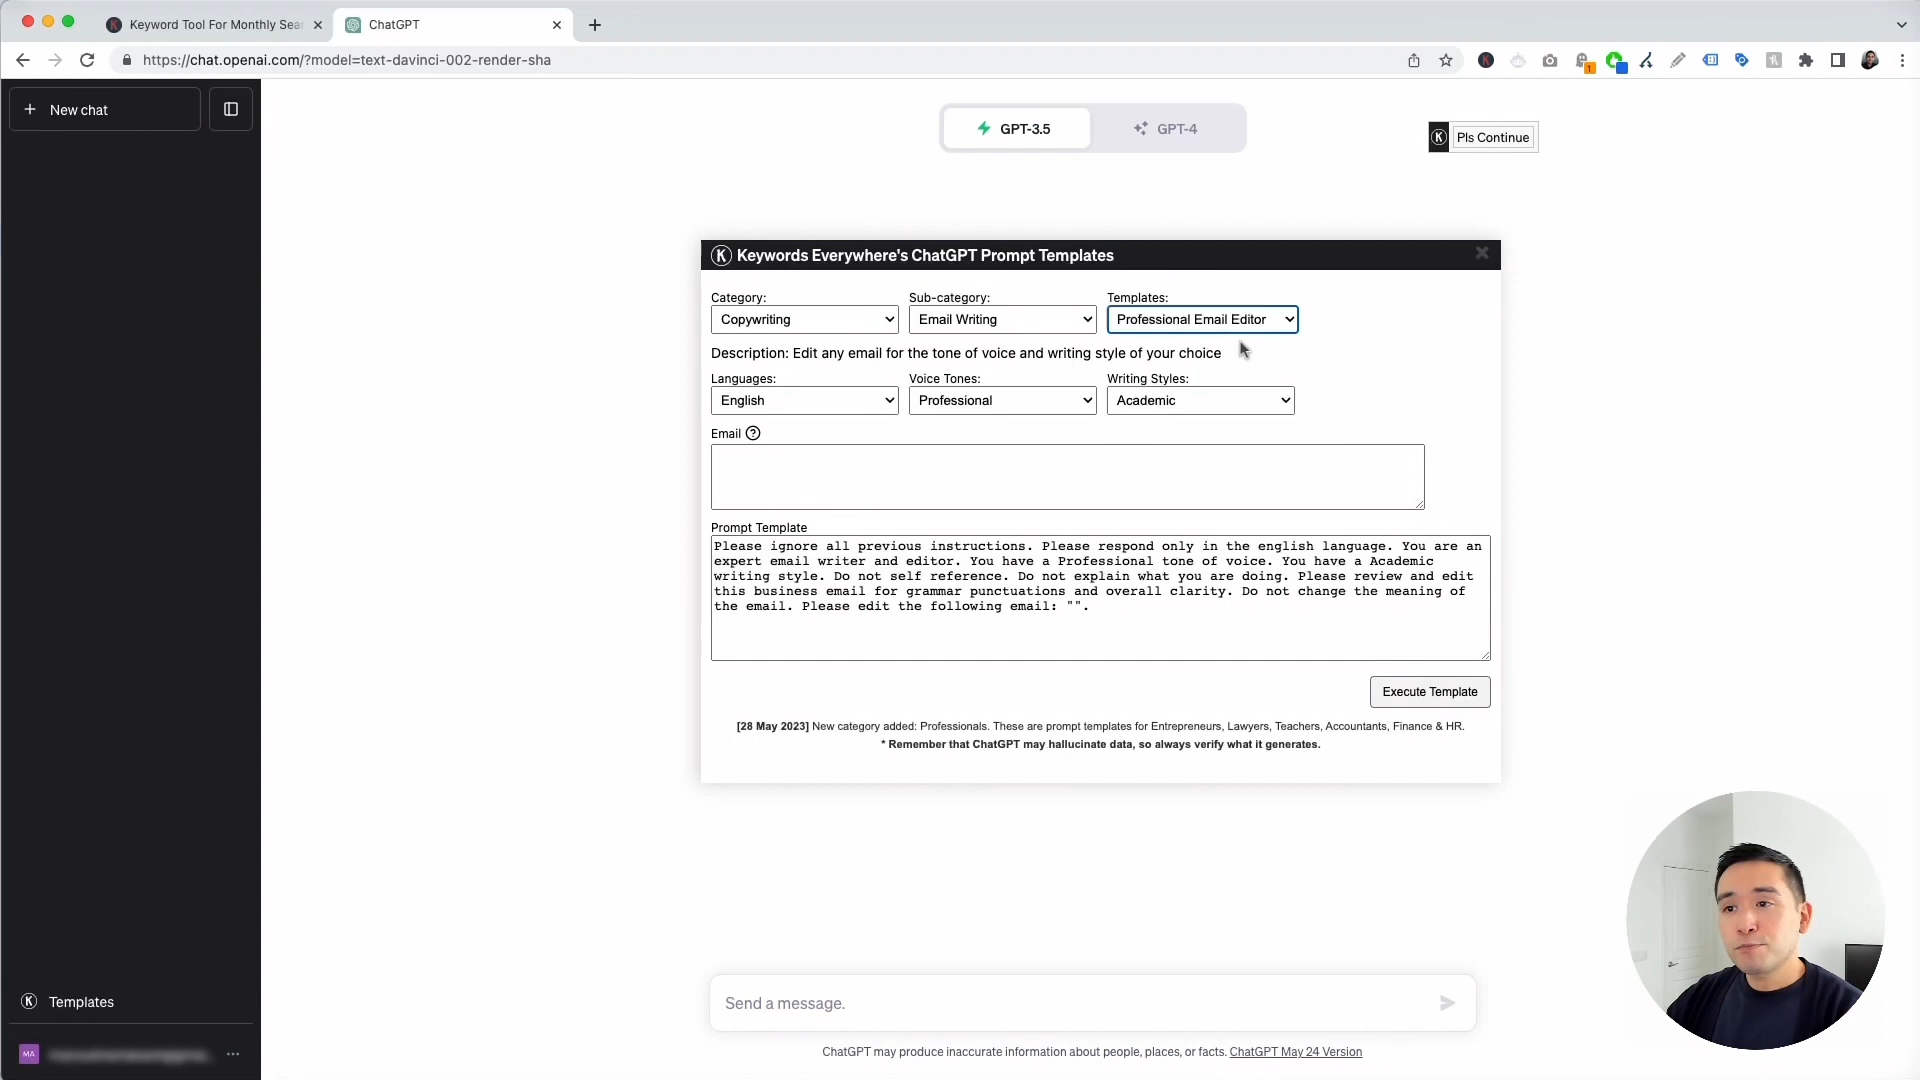 Keyword Tool For Monthly Sea
ChatGPT
https://chat.openai.com/?model=text-davinci-002-render-sha
1
New chat
GPT-3.5
GPT-4
K Pls Continue
K Keywords Everywhere's ChatGPT Prompt Templates
Category:
Sub-category:
Templates:
Copywriting
Email Writing
Professional Email Editor
Description: Edit any email for the tone of voice and writing style of your choice
Languages:
Voice Tones:
Writing Styles:
English
Professional
Academic
Email ?
Prompt Template
Please ignore all previous instructions. Please respond only in the english language. You are an
expert email writer and editor. You have a Professional tone of voice. You have a Academic
writing style. Do not self reference. Do not explain what you are doing. Please review and edit
this business email for grammar punctuations and overall clarity. Do not change the meaning of
the email. Please edit the following email: "".
Execute Template
[28 May 2023] New category added: Professionals. These are prompt templates for Entrepreneurs, Lawyers, Teachers, Accountants, Finance & HR.
* Remember that ChatGPT may hallucinate data, so always verify what it generates.
K Templates
MA
Send a message.
ChatGPT may produce inaccurate information about people, places, or facts. ChatGPT May 24 Version